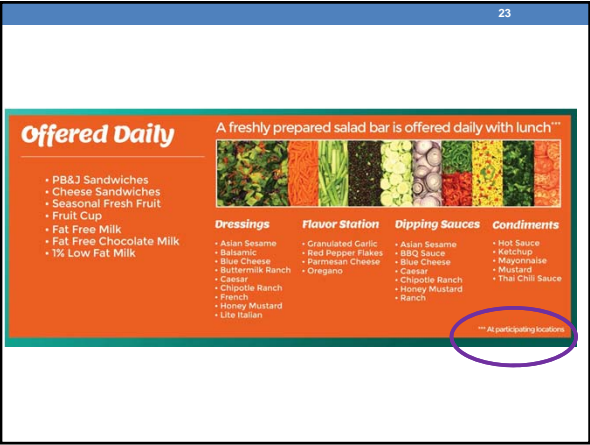 23
Offered Daily
• PB&J Sandwiches
• Cheese Sandwiches
• Seasonal Fresh Fruit
• Fruit Cup
• Fat Free Milk
• Fat Free Chocolate Milk
• 1% Low Fat Milk
A freshly prepared salad bar is offered daily with lunch***
Dressings
• Asian Sesame
• Balsamic
• Blue Cheese
• Buttermilk Ranch
• Caesar
• Chipotle Ranch
• French
• Honey Mustard
• Lite Italian
Flavor Station
• Granulated Garlic
• Red Pepper Flakes
• Parmesan Cheese
• Oregano
Dipping Sauces
• Asian Sesame
• BBQ Sauce
• Blue Cheese
• Caesar
• Chipotle Ranch
• Honey Mustard
• Ranch
Condiments
• Hot Sauce
• Ketchup
• Mayonnaise
• Mustard
• Thai Chili Sauce
*** At participating locations